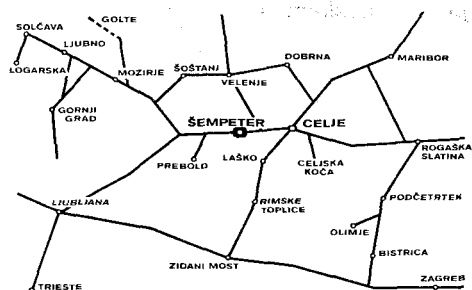 GOLTE
SOLČAVA
LJUBNO
LOGARSKA
MOZIRJE
ŠOŠTANJ
VELENJE
DOBRNA
MARIBOR
GORNJI
GRAD
ŠEMPETER
CELJE
PREBOLD
LAŠKO
CELJSKA
KOČA
ROGAŠKA
SLATINA
LJUBLJANA
RIMSKE
TOPLICE
PODČETRTEK
OLIMJE
BISTRICA
ZIDANI MOST
TRIESTE
ZAGREB